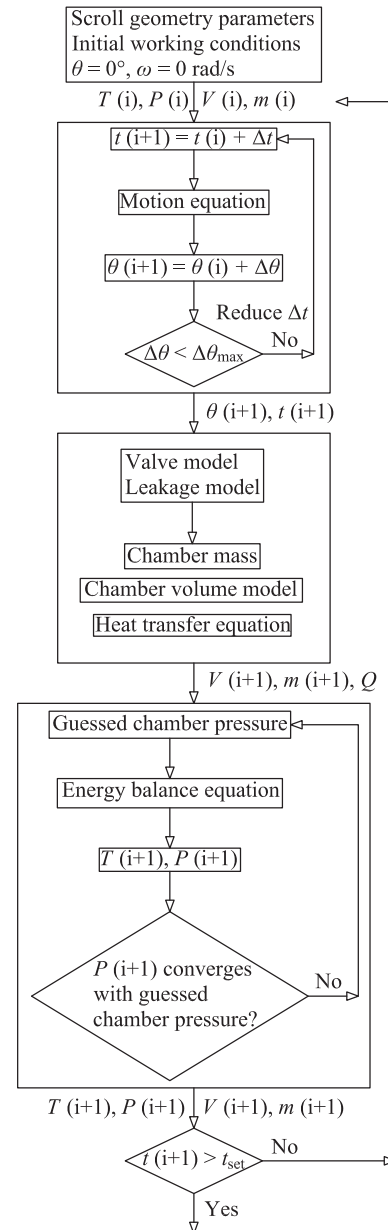 Scroll geometry parameters
Initial working conditions
θ = 0°, ω = 0 rad/s
T (i), P (i) V (i), m (i)
t (i+1) = t (i) + Δt
Motion equation
θ (i+1) = θ (i) + Δθ
Reduce Δt
Δθ < Δθmax
No
θ (i+1), t (i+1)
Valve model
Leakage model
Chamber mass
Chamber volume model
Heat transfer equation
V (i+1), m (i+1), Q
Guessed chamber pressure
Energy balance equation
T (i+1), P (i+1)
P (i+1) converges
with guessed
chamber pressure?
No
T (i+1), P (i+1) V (i+1), m (i+1)
t (i+1) > tset
No
Yes